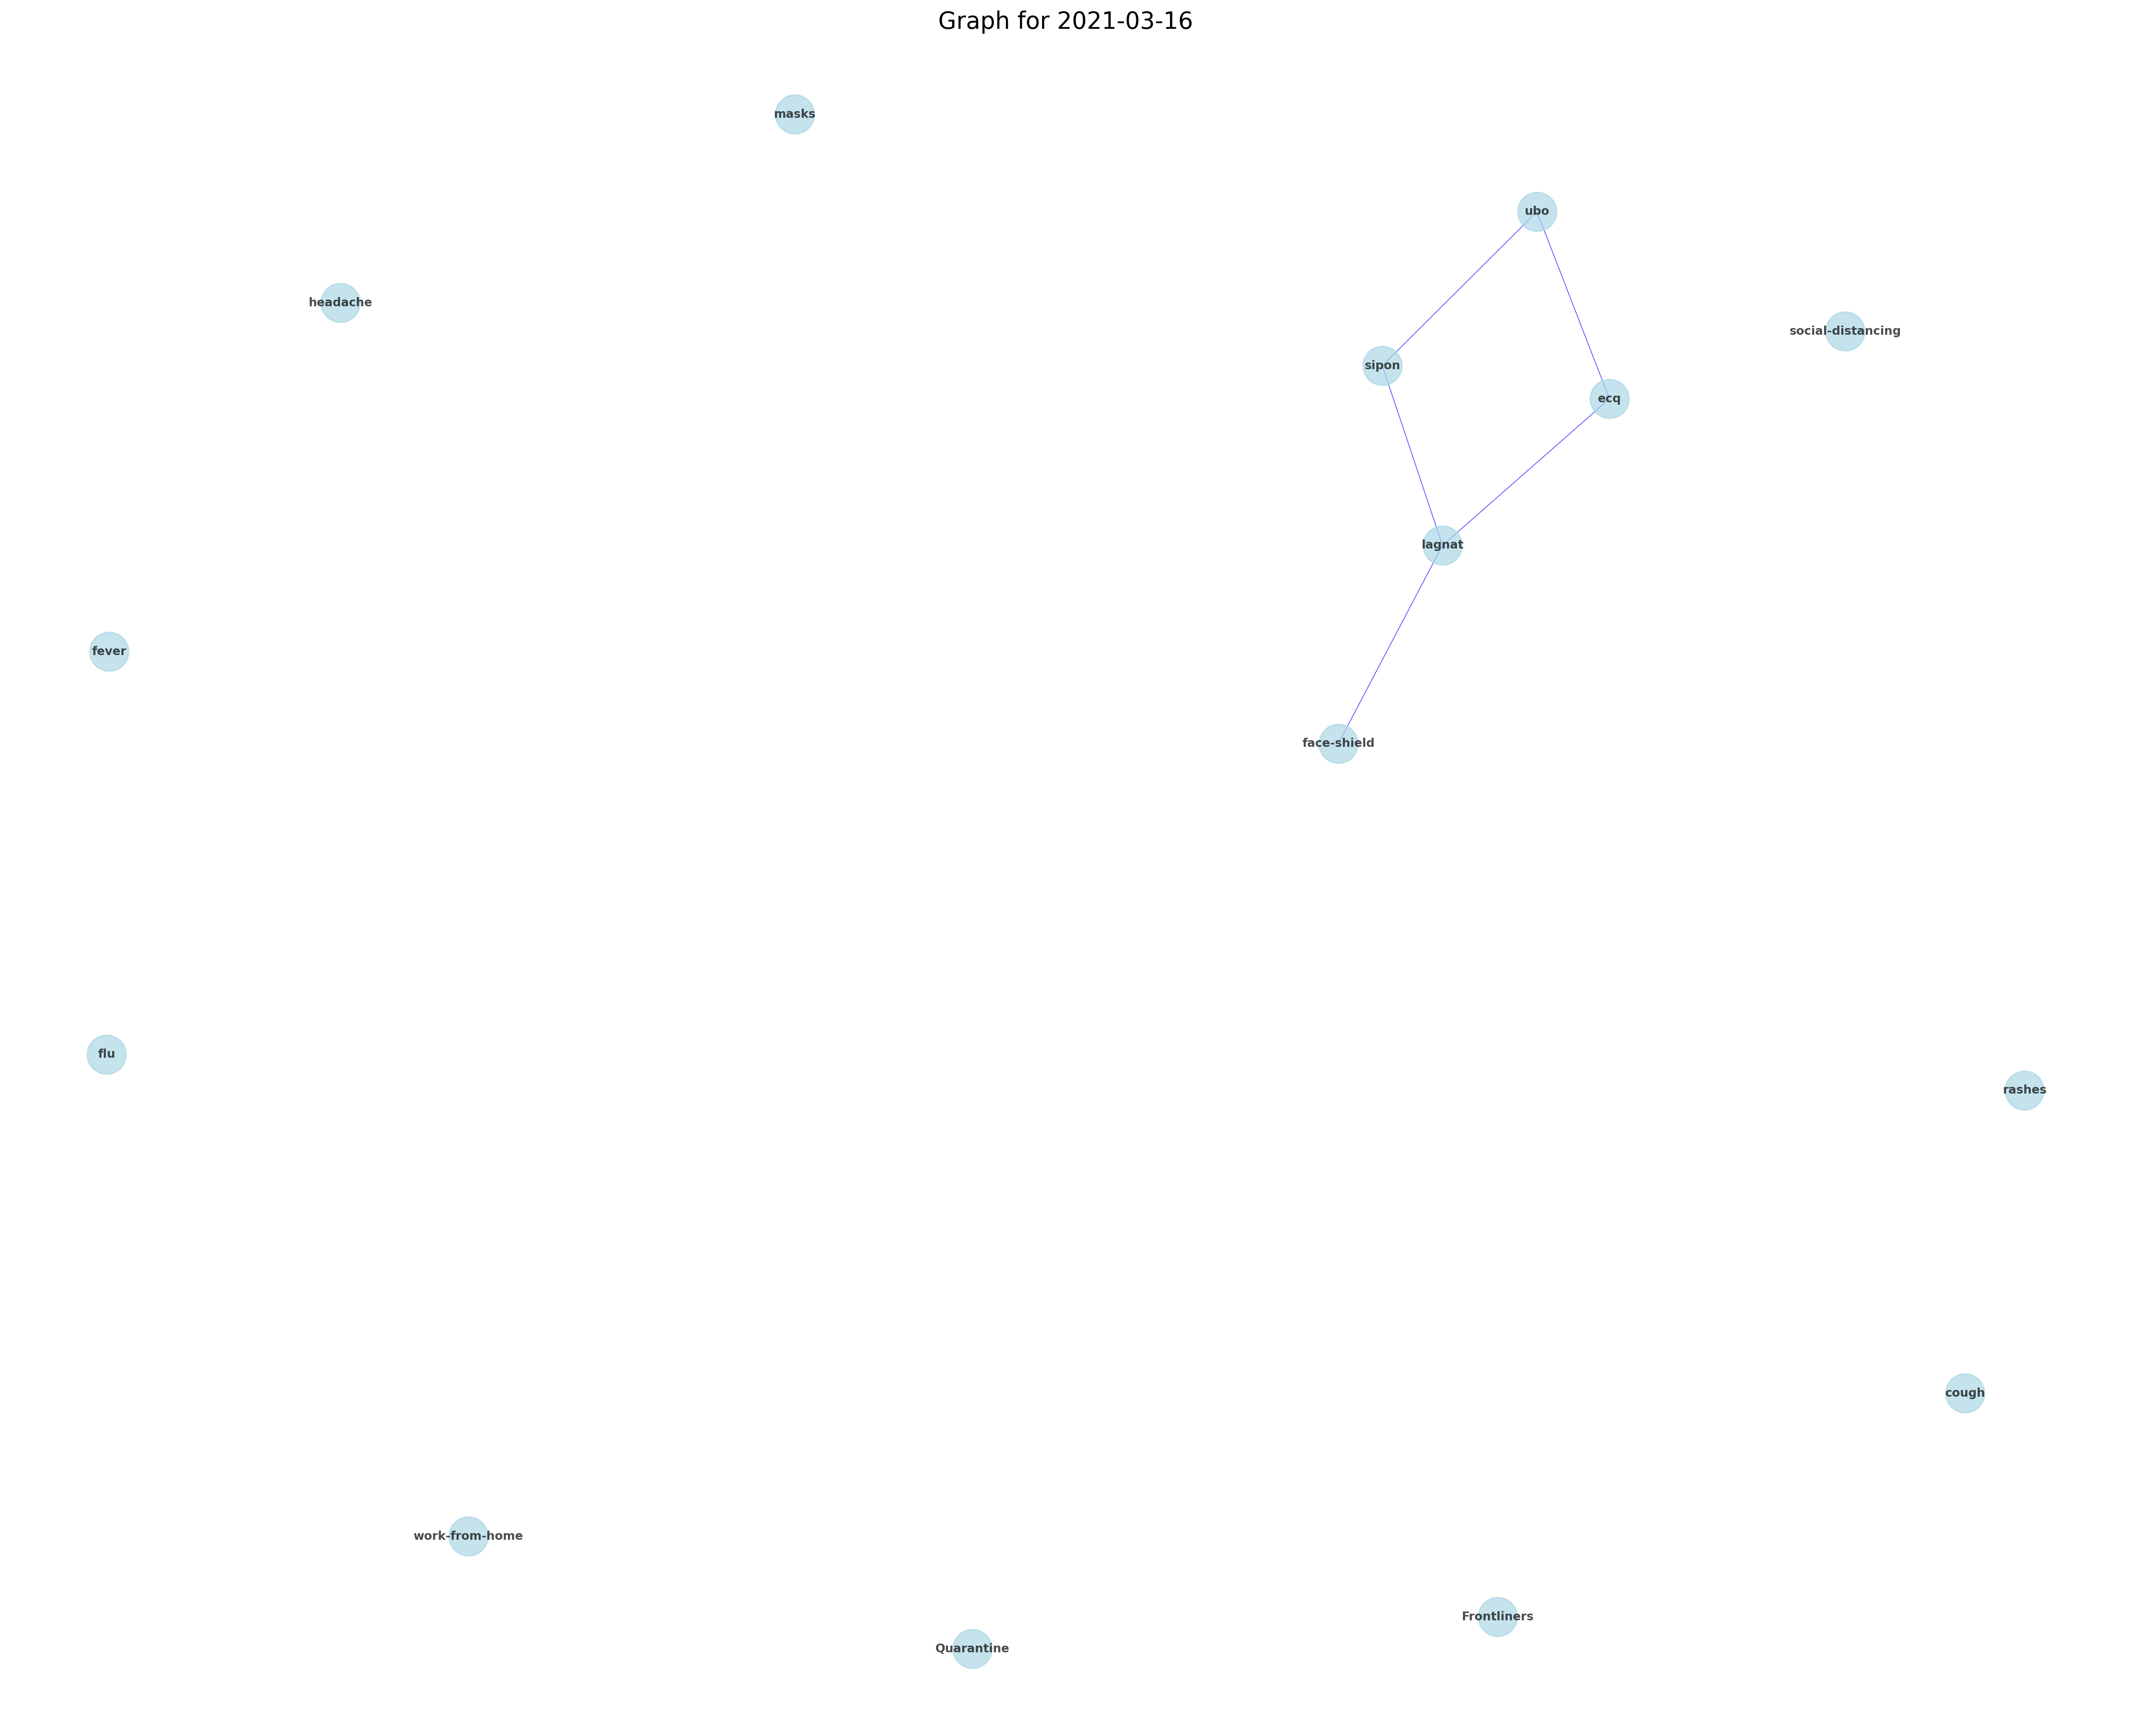 Graph for 2021-03-16
masks
ubo
headache
social-distancing
sipon
ecq
lagnat
fever
face-shield
flu
rashes
cough
work-from-home
Frontliners
Quarantine